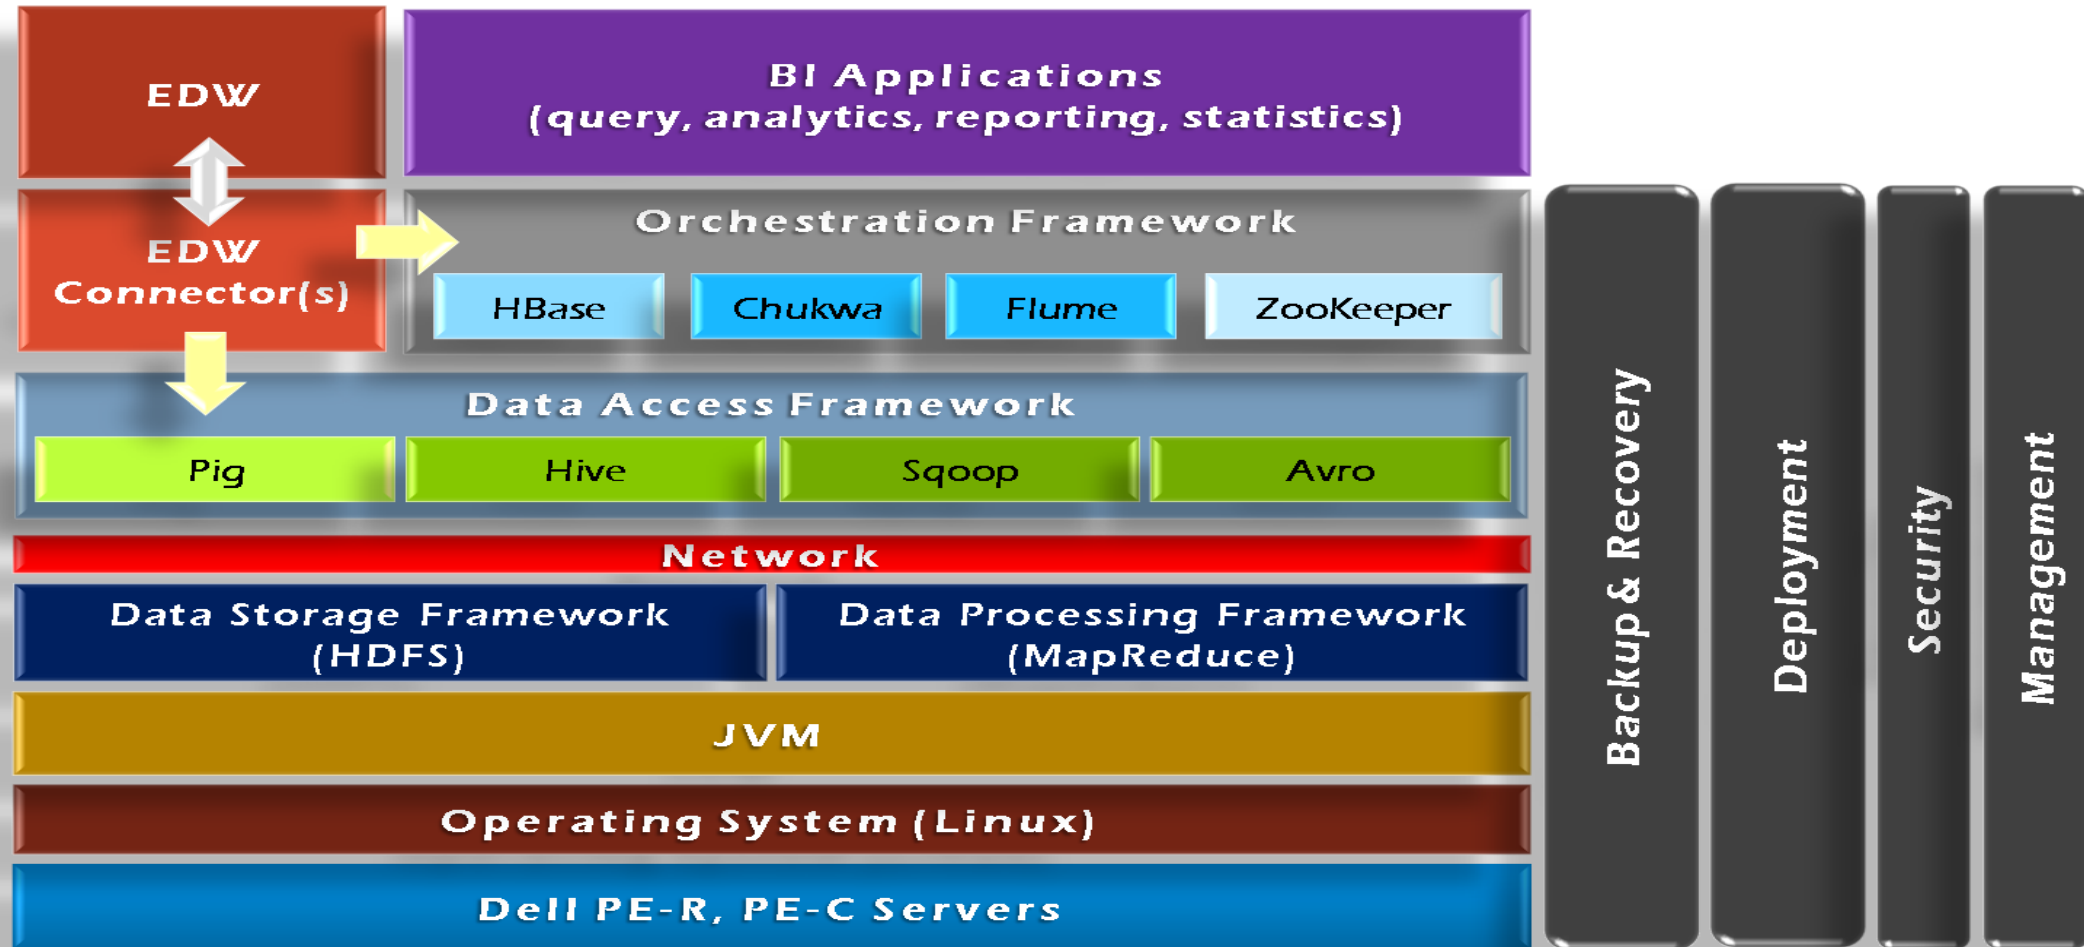 EDW
BI Applications
(query, analytics, reporting, statistics)
EDW
Connector(s)
Orchestration Framework
HBase
Chukwa
Flume
ZooKeeper
Data Access Framework
Pig
Hive
Sqoop
Avro
Network
Data Storage Framework
(HDFS)
Data Processing Framework
(MapReduce)
JVM
Operating System (Linux)
Dell PE-R, PE-C Servers
Backup & Recovery
Deployment
Security
Management